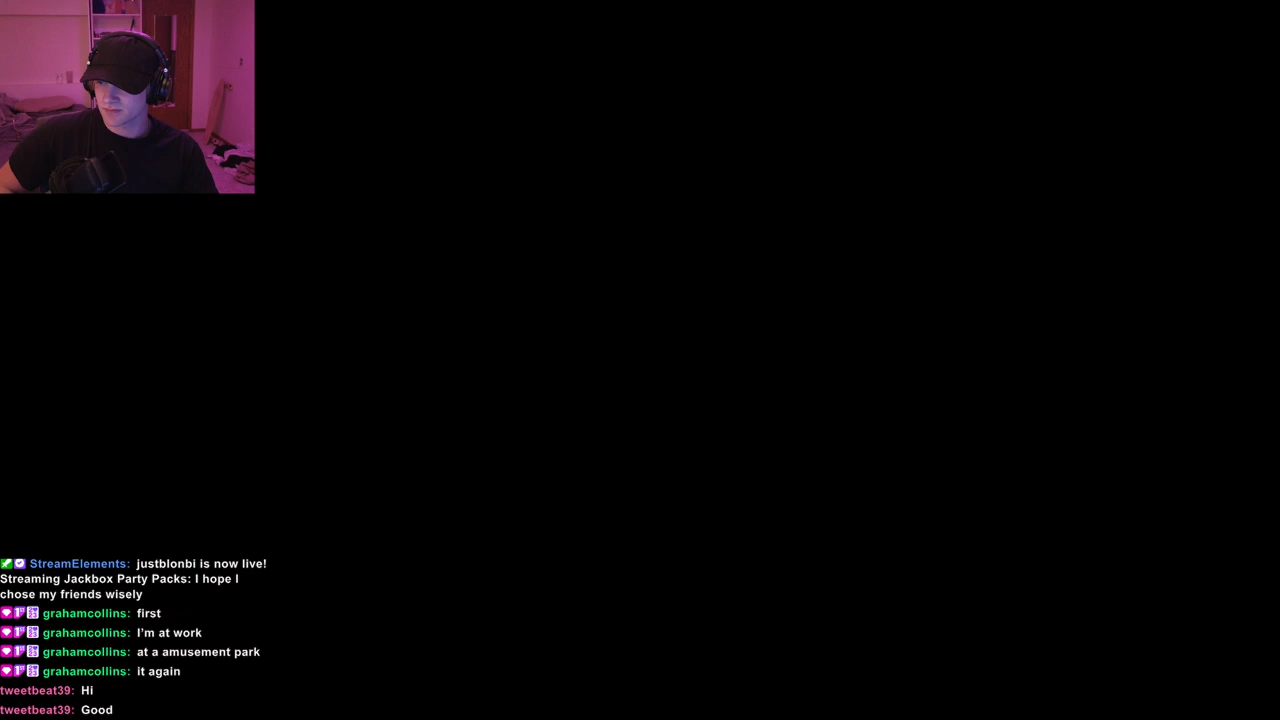 StreamElements: justblonbi is now live!
Streaming Jackbox Party Packs: I hope I
chose my friends wisely
grahamcollins: first
grahamcollins: I'm at work
grahamcollins: at a amusement park
grahamcollins: it again
tweetbeat39: Hi
tweetbeat39: Good